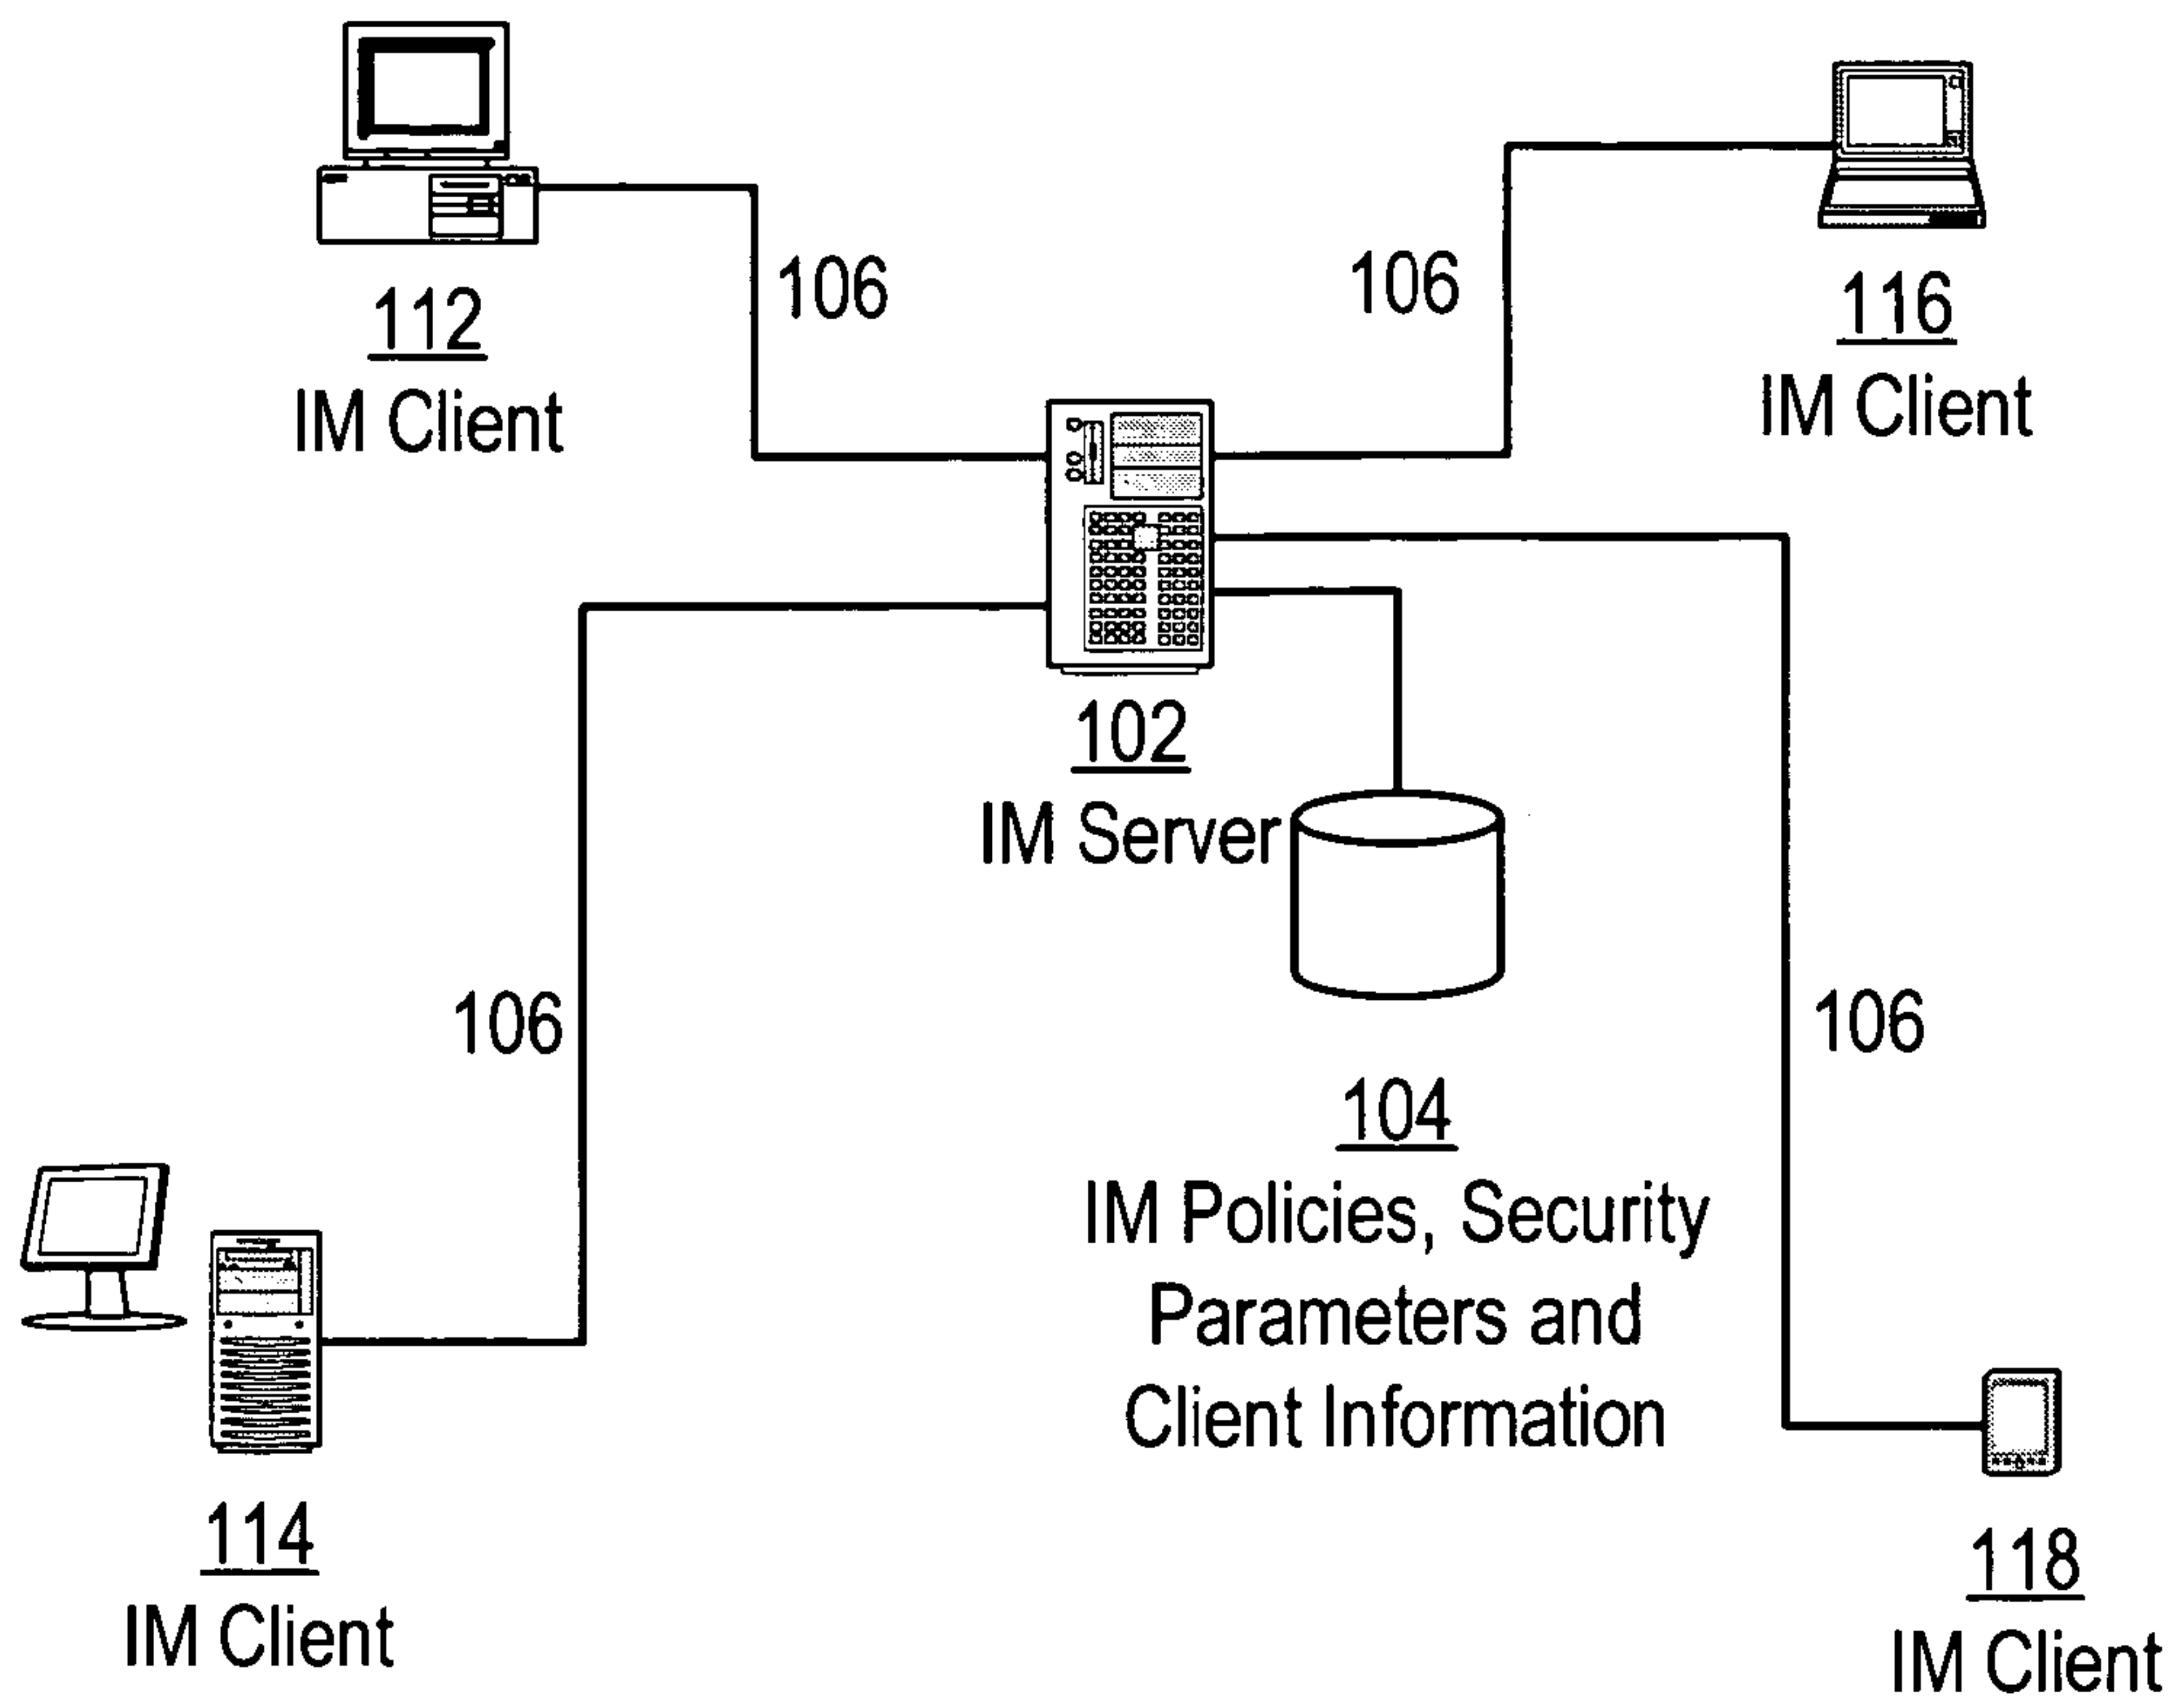 112
IM Client
106
106
116
IM Client
102
IM Server
106
106
104
IM Policies, Security
Parameters and
Client Information
114
IM Client
118
IM Client